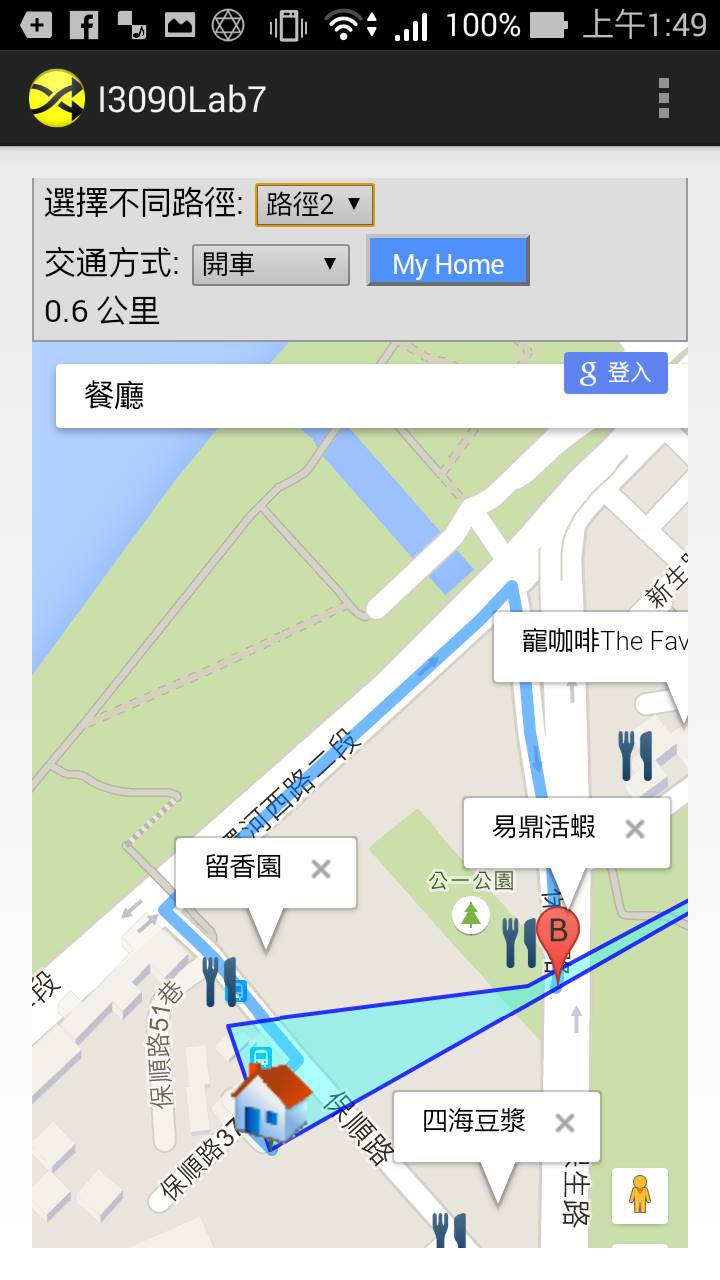 100% 上午1:49
I3090Lab7
選擇不同路徑: 路徑2
交通方式: 開車 My Home
0.6 公里
餐廳
g 登入
新生
寵咖啡The Fav
河西路二段
易鼎活蝦
留香園
公一公園
B
段
保順路51巷
保順路37
保順路
四海豆漿
生路